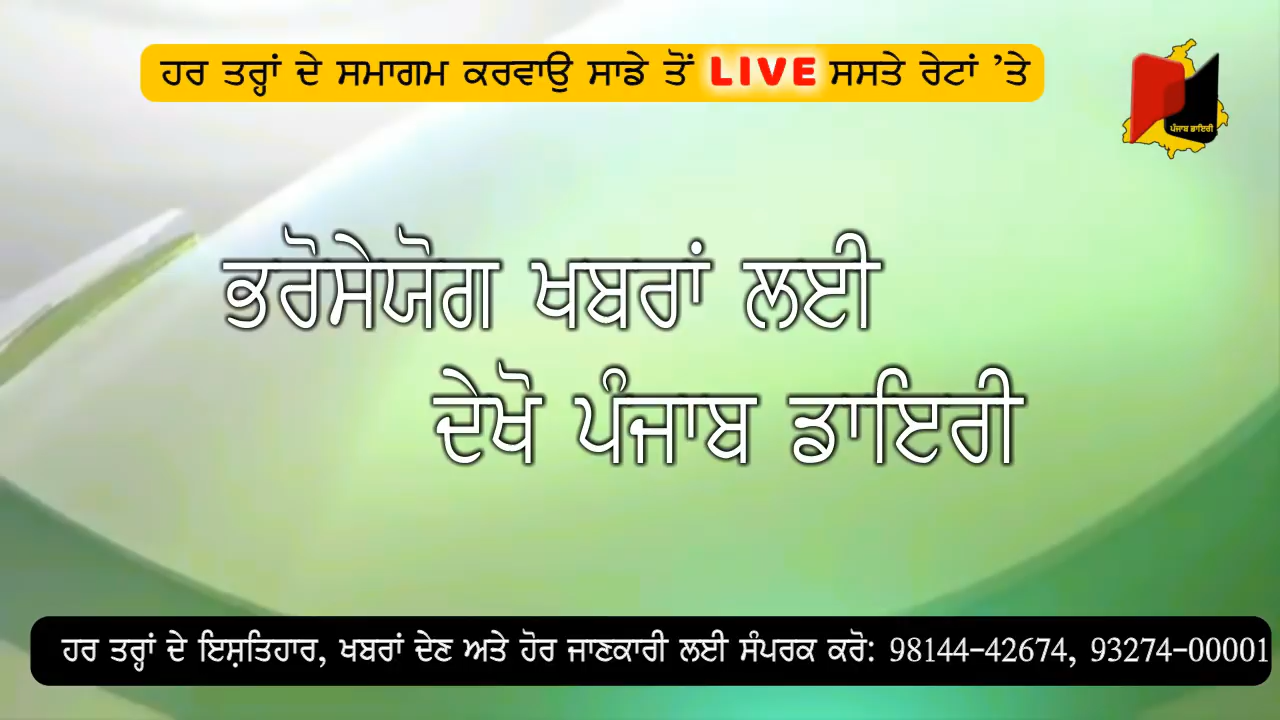 ਹਰ ਤਰ੍ਹਾਂ ਦੇ ਸਮਾਗਮ ਕਰਵਾਉ ਸਾਡੇ ਤੋਂ LIVE ਸਸਤੇ ਰੇਟਾਂ ’ਤੇ
ਪੰਜਾਬ ਡਾਇਰੀ
ਭਰੋਸੇਯੋਗ ਖਬਰਾਂ ਲਈ
ਦੇਖੋ ਪੰਜਾਬ ਡਾਇਰੀ
ਹਰ ਤਰ੍ਹਾਂ ਦੇ ਇਸ਼ਤਿਹਾਰ, ਖਬਰਾਂ ਦੇਣ ਅਤੇ ਹੋਰ ਜਾਣਕਾਰੀ ਲਈ ਸੰਪਰਕ ਕਰੋ: 98144-42674, 93274-00001